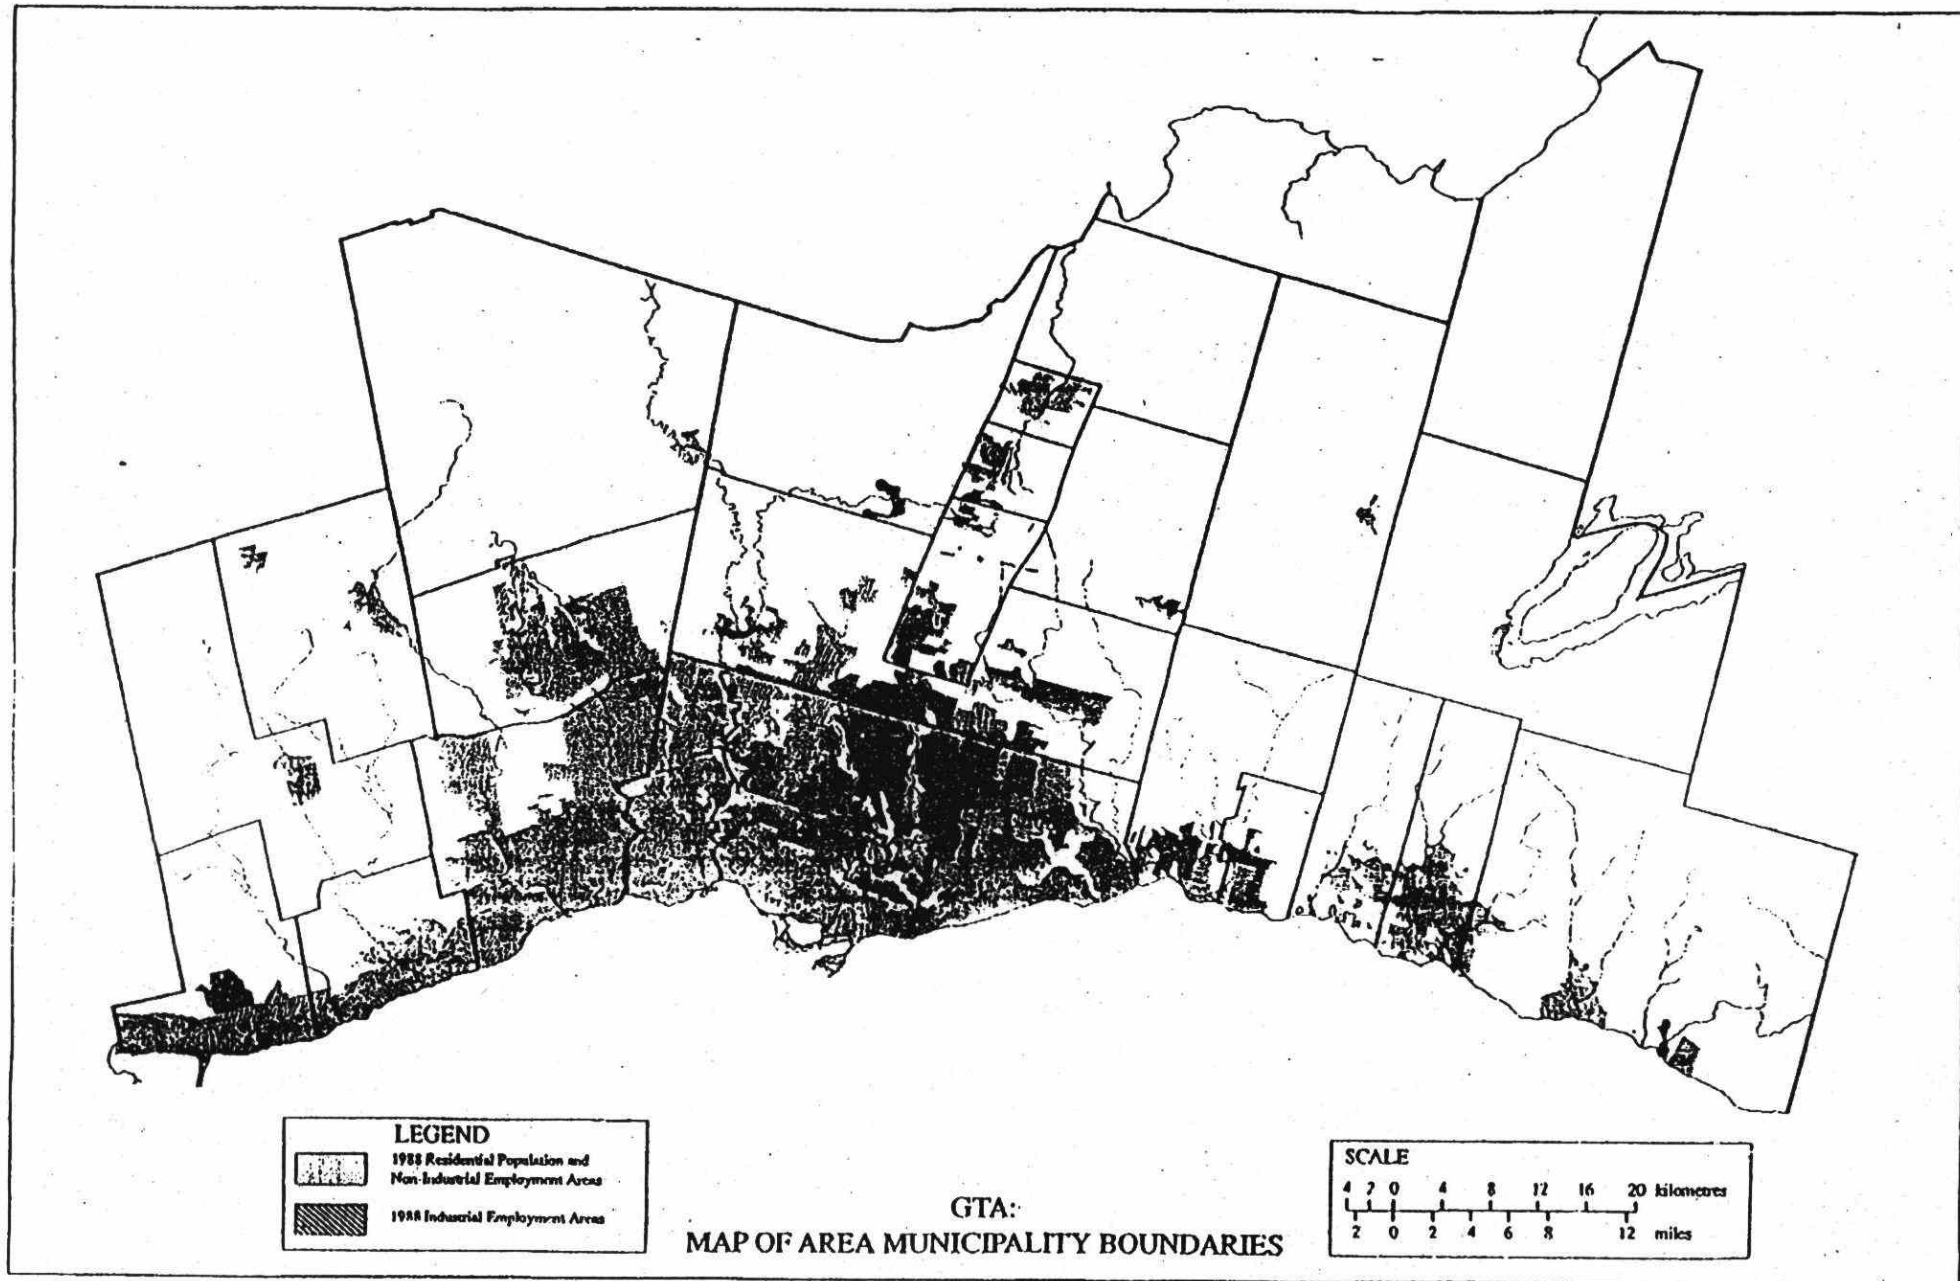 LEGEND
1988 Residential Population and
Non-Industrial Employment Areas
1988 Industrial Employment Areas
GTA:
MAP OF AREA MUNICIPALITY BOUNDARIES
SCALE
4 2 0 4 8 12 16 20 kilometres
2 0 2 4 6 8 12 miles